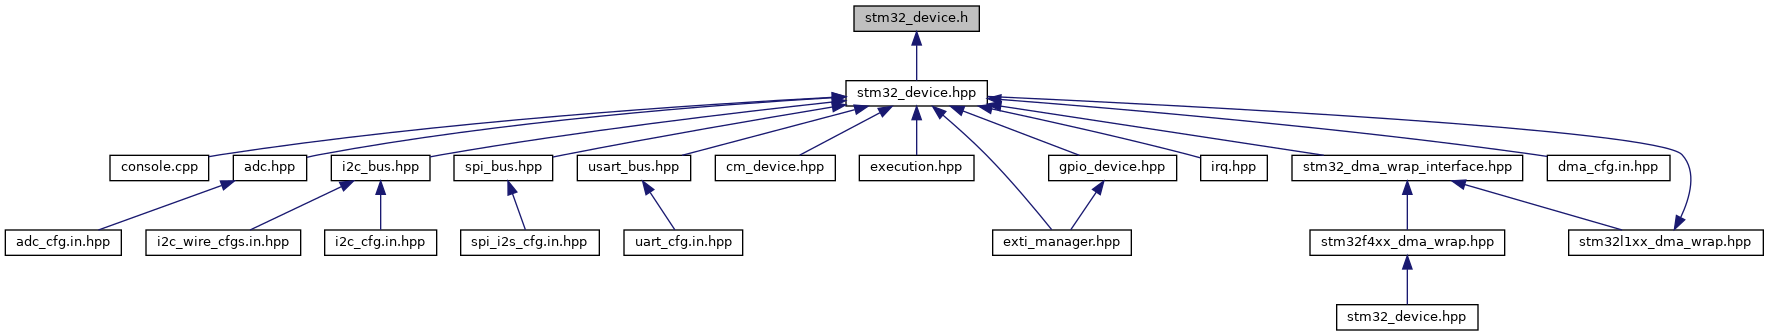 stm32_device.h
stm32_device.hpp
console.cpp
adc.hpp
i2c_bus.hpp
spi_bus.hpp
usart_bus.hpp
cm_device.hpp
execution.hpp
gpio_device.hpp
irq.hpp
stm32_dma_wrap_interface.hpp
dma_cfg.in.hpp
adc_cfg.in.hpp
i2c_wire_cfgs.in.hpp
i2c_cfg.in.hpp
spi_i2s_cfg.in.hpp
uart_cfg.in.hpp
exti_manager.hpp
stm32f4xx_dma_wrap.hpp
stm32l1xx_dma_wrap.hpp
stm32_device.hpp